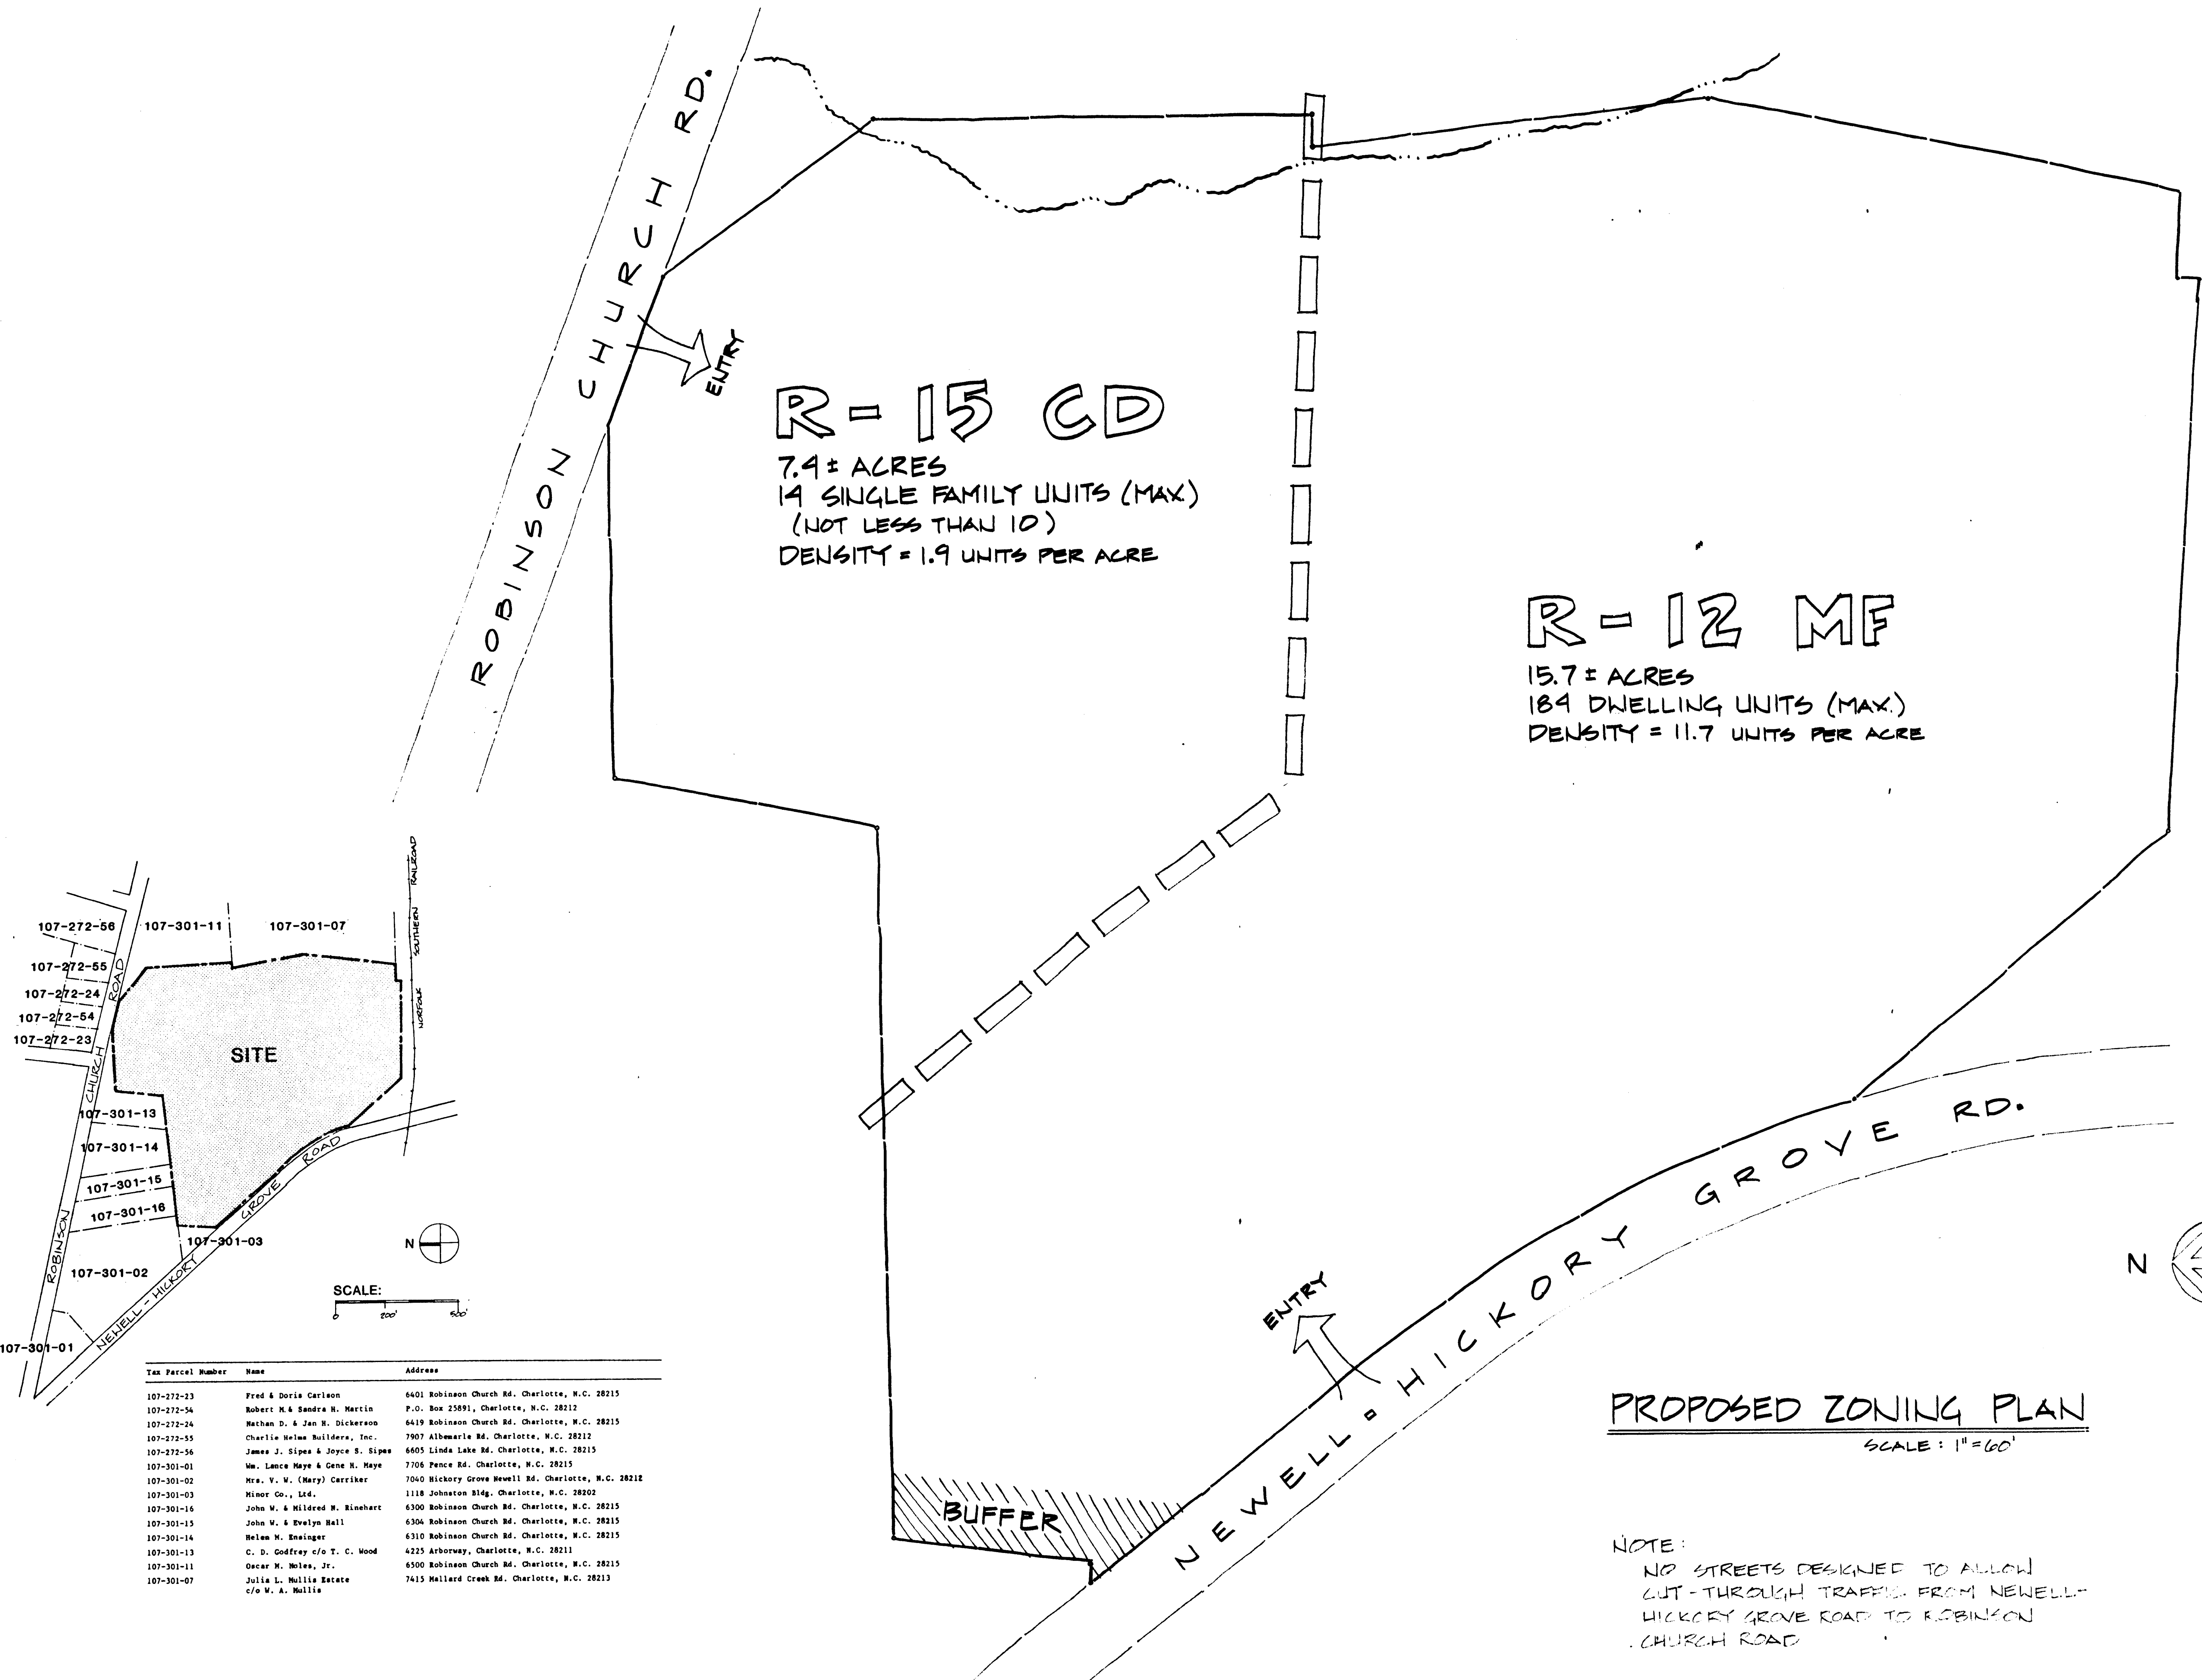 ROBINSON CHURCH RD.
ENTRY
R-15 CD
7.4± ACRES
14 SINGLE FAMILY UNITS (MAX.)
(NOT LESS THAN 10)
DENSITY = 1.9 UNITS PER ACRE
R-12 MF
15.7± ACRES
184 DWELLING UNITS (MAX.)
DENSITY = 11.7 UNITS PER ACRE
NORFOLK SOUTHERN RAILROAD
107-272-56
107-301-11
107-301-07
107-272-55
107-272-24
107-272-54
107-272-23
ROBINSON CHURCH ROAD
SITE
107-301-13
107-301-14
107-301-15
107-301-16
107-301-03
107-301-02
107-301-01
NEWELL - HICKORY GROVE ROAD
N
SCALE:
0 200' 500'
ENTRY
BUFFER
NEWELL-HICKORY GROVE RD.
N
Tax Parcel Number Name Address
107-272-23 Fred & Doris Carlson 6401 Robinson Church Rd. Charlotte, N.C. 28215
107-272-54 Robert M.& Sandra H. Martin P.O. Box 25891, Charlotte, N.C. 28212
107-272-24 Nathan D. & Jan H. Dickerson 6419 Robinson Church Rd. Charlotte, N.C. 28215
107-272-55 Charlie Helms Builders, Inc. 7907 Albemarle Rd. Charlotte, N.C. 28212
107-272-56 James J. Sipes & Joyce S. Sipes 6605 Linda Lake Rd. Charlotte, N.C. 28215
107-301-01 Wm. Lance Maye & Gene H. Maye 7706 Pence Rd. Charlotte, N.C. 28215
107-301-02 Mrs. V. W. (Mary) Carriker 7040 Hickory Grove Newell Rd. Charlotte, N.C. 28212
107-301-03 Minor Co., Ltd. 1118 Johnston Bldg. Charlotte, N.C. 28202
107-301-16 John W. & Mildred N. Rinehart 6300 Robinson Church Rd. Charlotte, N.C. 28215
107-301-15 John W. & Evelyn Hall 6304 Robinson Church Rd. Charlotte, N.C. 28215
107-301-14 Helen M. Ensinger 6310 Robinson Church Rd. Charlotte, N.C. 28215
107-301-13 C. D. Godfrey c/o T. C. Wood 4225 Arborway, Charlotte, N.C. 28211
107-301-11 Oscar M. Moles, Jr. 6500 Robinson Church Rd. Charlotte, N.C. 28215
107-301-07 Julia L. Mullis Estate 7415 Mallard Creek Rd. Charlotte, N.C. 28213
c/o W. A. Mullis
PROPOSED ZONING PLAN
SCALE: 1"=60'
NOTE:
NO STREETS DESIGNED TO ALLOW
CUT-THROUGH TRAFFIC FROM NEWELL-
HICKORY GROVE ROAD TO ROBINSON
CHURCH ROAD